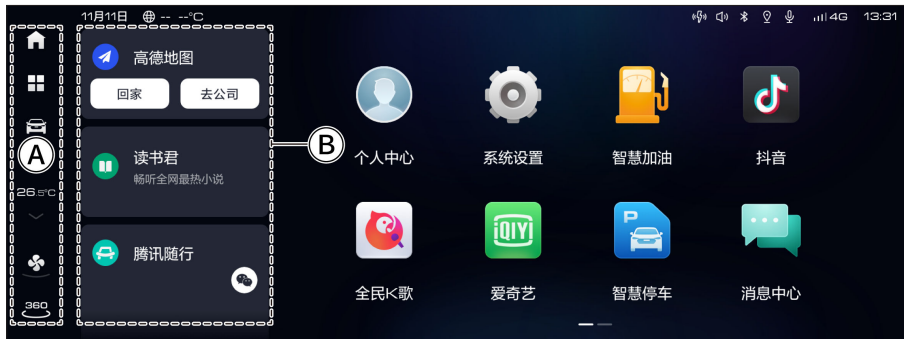 11月11日 -- --°C 4G 13:31
高德地图
回家 去公司
A
B
读书君
畅听全网最热小说
26.5°C
腾讯随行
360
个人中心 系统设置 智慧加油 抖音
iQIYI P
全民K歌 爱奇艺 智慧停车 消息中心